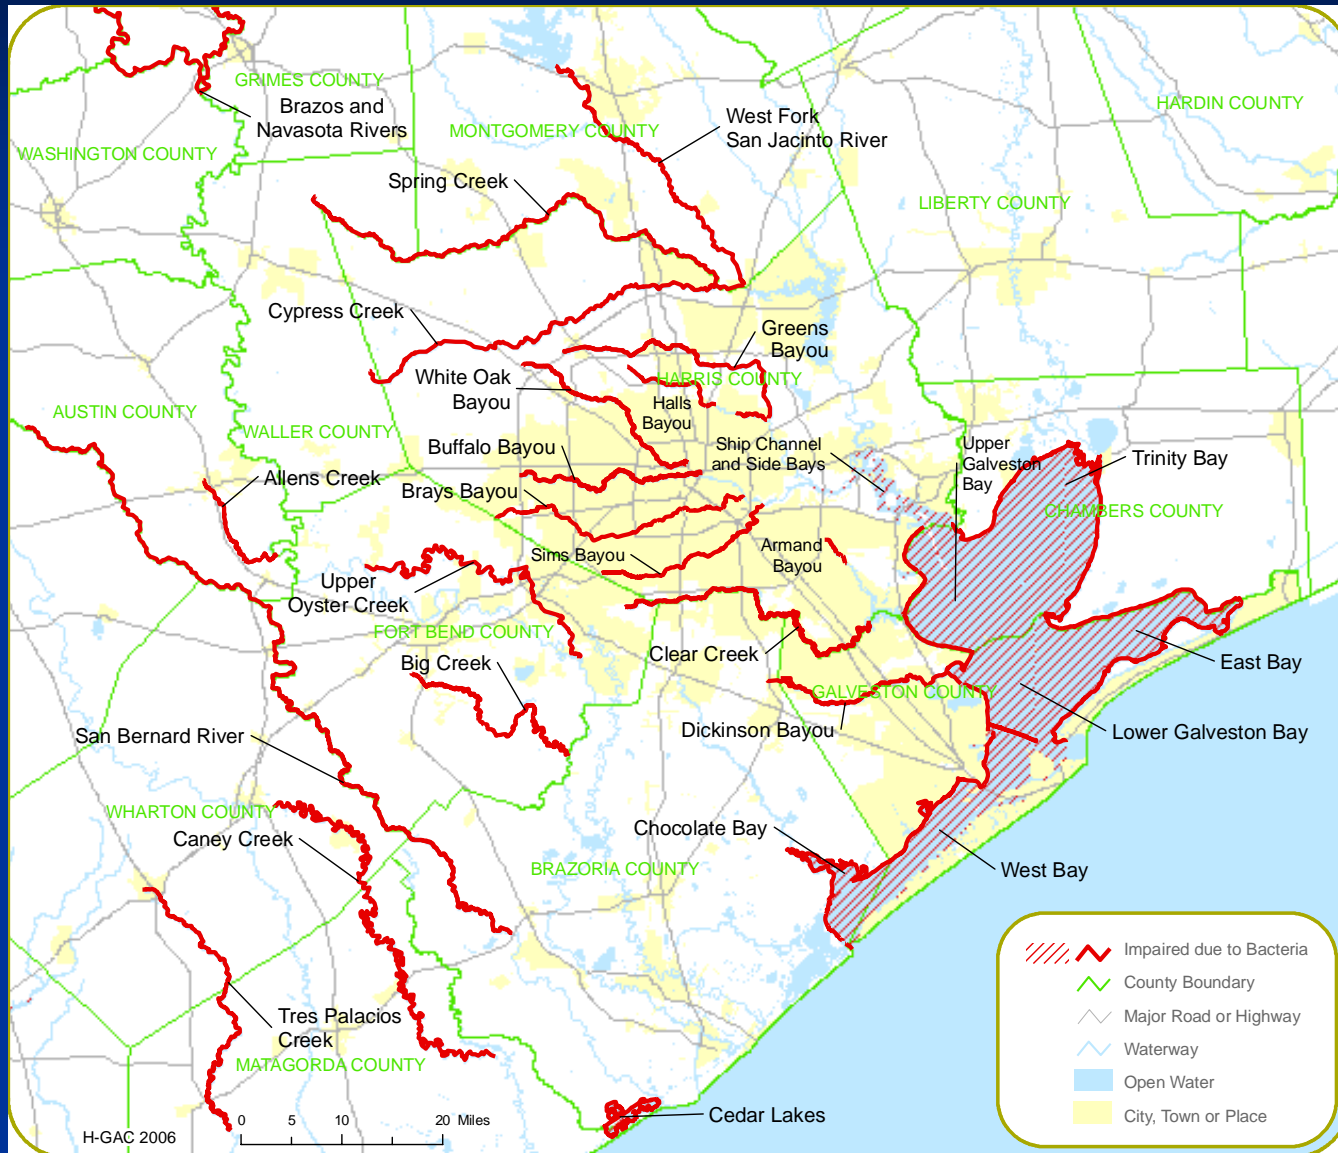 GRIMES COUNTY
Brazos and
Navasota Rivers
WASHINGTON COUNTY
MONTGOMERY COUNTY
West Fork
San Jacinto River
HARDIN COUNTY
Spring Creek
LIBERTY COUNTY
Cypress Creek
Greens
Bayou
White Oak
Bayou
HARRIS COUNTY
Halls
Bayou
AUSTIN COUNTY
WALLER COUNTY
Buffalo Bayou
Ship Channel
and Side Bays
Upper
Galveston
Bay
Trinity Bay
Allens Creek
Brays Bayou
CHAMBERS COUNTY
Sims Bayou
Armand
Bayou
Upper
Oyster Creek
FORT BEND COUNTY
Big Creek
Clear Creek
East Bay
GALVESTON COUNTY
Dickinson Bayou
Lower Galveston Bay
San Bernard River
WHARTON COUNTY
Caney Creek
Chocolate Bay
BRAZORIA COUNTY
West Bay
Tres Palacios
Creek
MATAGORDA COUNTY
Cedar Lakes
Impaired due to Bacteria
County Boundary
Major Road or Highway
Waterway
Open Water
City, Town or Place
0 5 10 20 Miles
H-GAC 2006